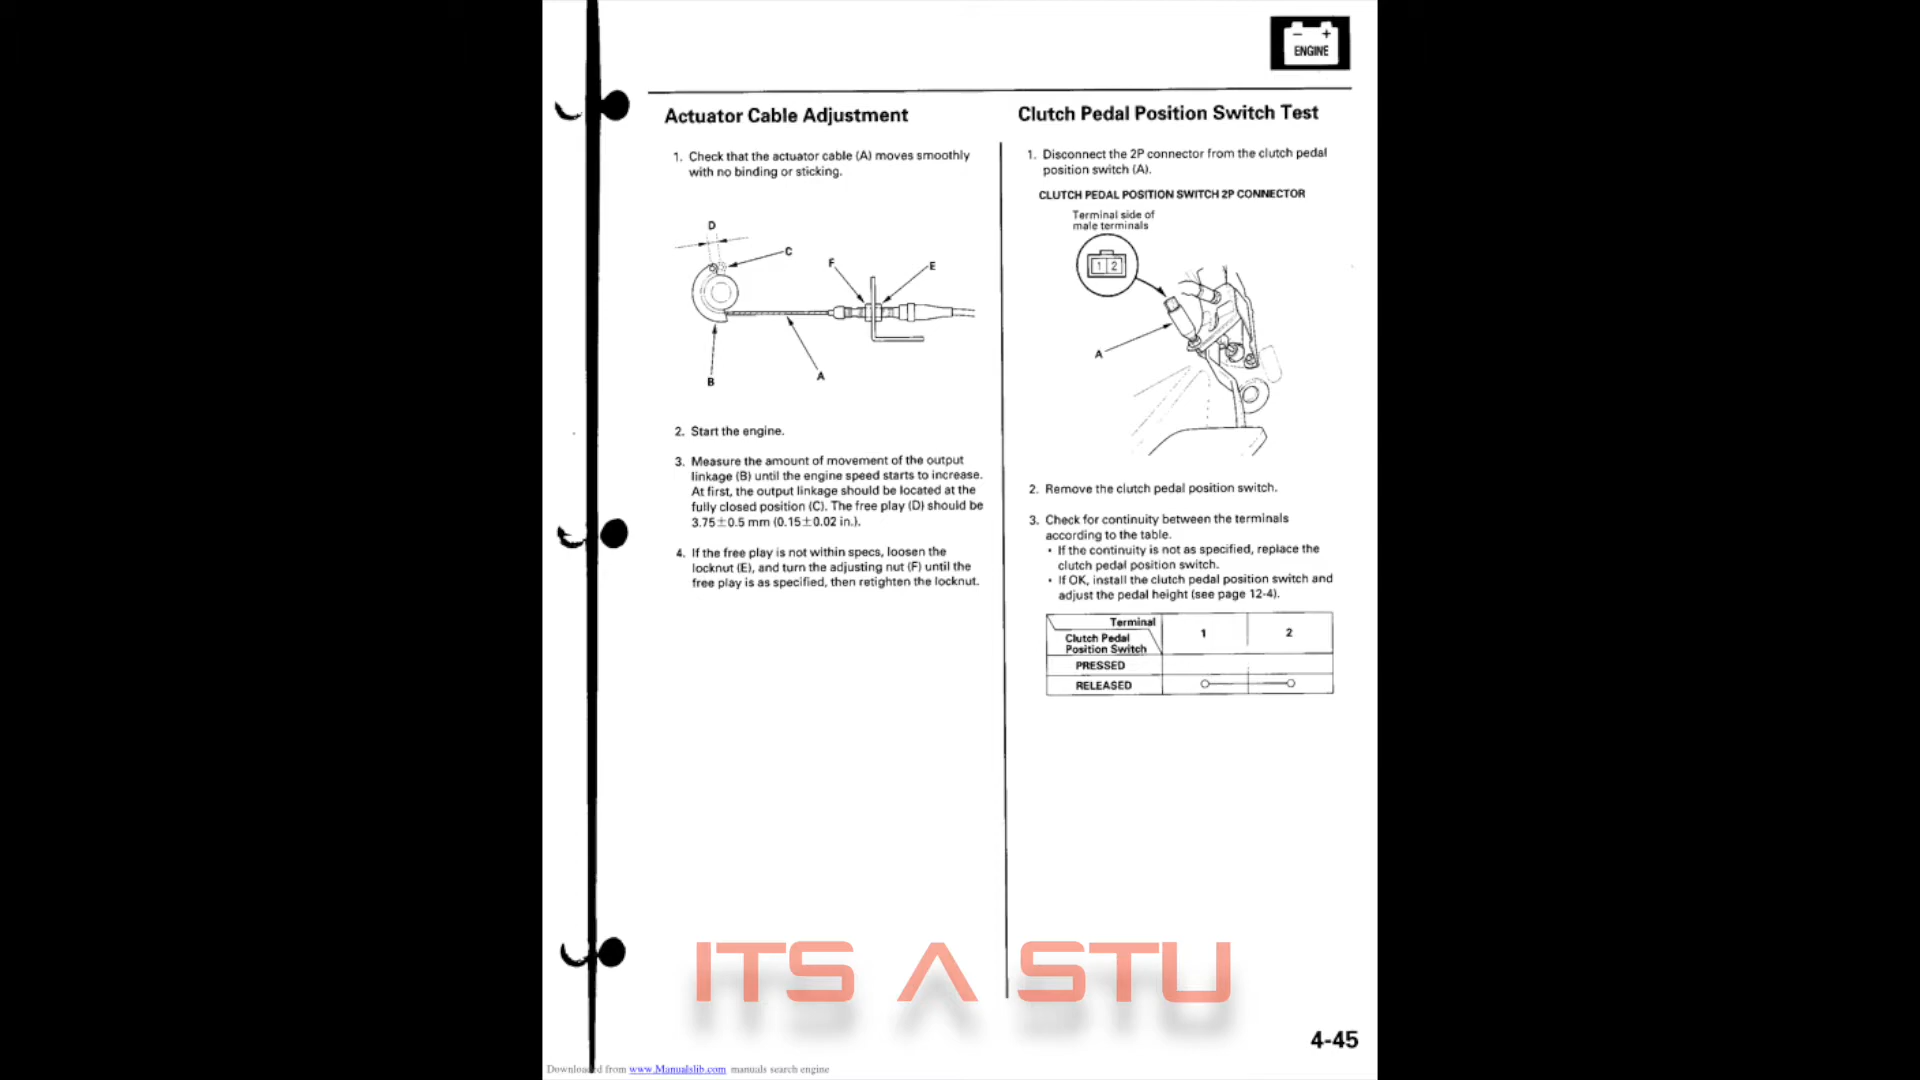 − +
ENGINE
Actuator Cable Adjustment
1. Check that the actuator cable (A) moves smoothly
with no binding or sticking.
D
C
F
E
B
A
2. Start the engine.
3. Measure the amount of movement of the output
linkage (B) until the engine speed starts to increase.
At first, the output linkage should be located at the
fully closed position (C). The free play (D) should be
3.75±0.5 mm (0.15±0.02 in.).
4. If the free play is not within specs, loosen the
locknut (E), and turn the adjusting nut (F) until the
free play is as specified, then retighten the locknut.
Clutch Pedal Position Switch Test
1. Disconnect the 2P connector from the clutch pedal
position switch (A).
CLUTCH PEDAL POSITION SWITCH 2P CONNECTOR
Terminal side of
male terminals
1 2
A
2. Remove the clutch pedal position switch.
3. Check for continuity between the terminals
according to the table.
• If the continuity is not as specified, replace the
clutch pedal position switch.
• If OK, install the clutch pedal position switch and
adjust the pedal height (see page 12-4).
Terminal
1 2
Clutch Pedal
Position Switch
PRESSED
RELEASED
ITS A STU
4-45
Downloaded from www.Manualslib.com manuals search engine